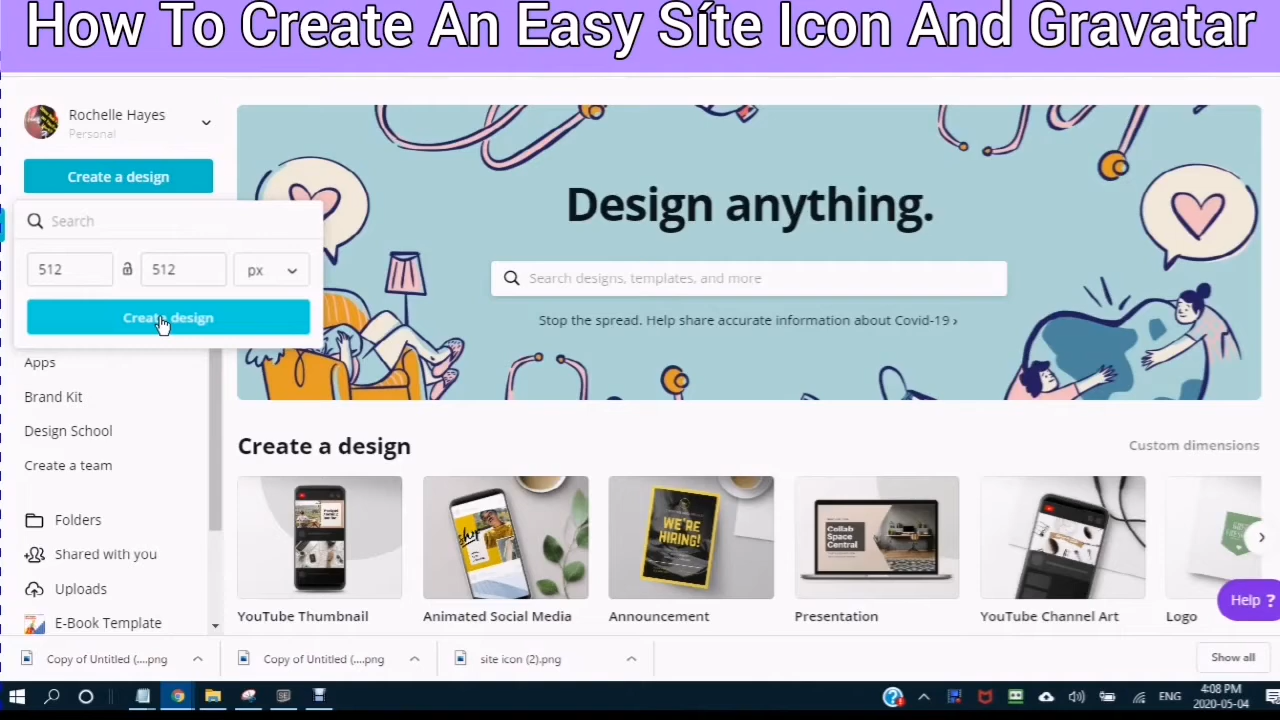 How To Create An Easy Síte Icon And Gravatar
Rochelle Hayes
Personal
Create a design
Search
512
512
px
Create design
Apps
Brand Kit
Design School
Create a team
Folders
Shared with you
Uploads
E-Book Template
Design anything.
Search designs, templates, and more
Stop the spread. Help share accurate information about Covid-19 ›
Create a design
Custom dimensions
WE'RE
HIRING!
Collab
Space
Central
YouTube Thumbnail
Animated Social Media
Announcement
Presentation
YouTube Channel Art
Logo
Help ?
Copy of Untitled (....png
Copy of Untitled (....png
site icon (2).png
Show all
ENG
4:08 PM
2020-05-04